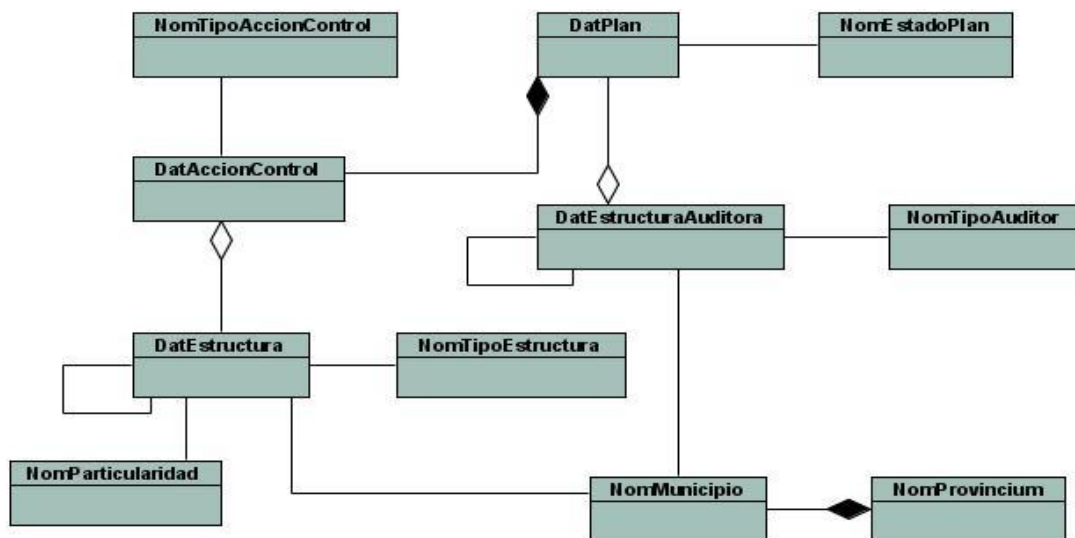 NomTipoAccionControl
DatPlan
NomEstadoPlan
DatAccionControl
DatEstructuraAuditora
NomTipoAuditor
DatEstructura
NomTipoEstructura
NomParticularidad
NomMunicipio
NomProvincium